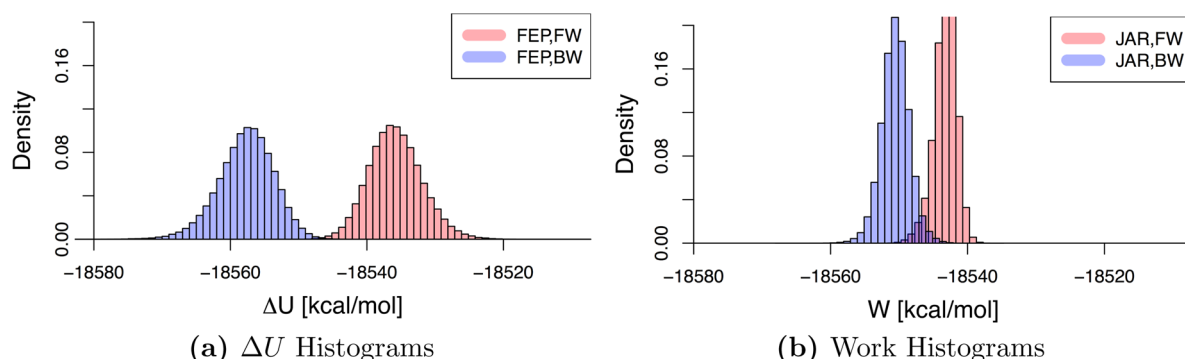 FEP,FW
FEP,BW
Density
0.00
0.08
0.16
−18580
−18560
−18540
−18520
ΔU [kcal/mol]
(a) ΔU Histograms
JAR,FW
JAR,BW
Density
0.00
0.08
0.16
−18580
−18560
−18540
−18520
W [kcal/mol]
(b) Work Histograms